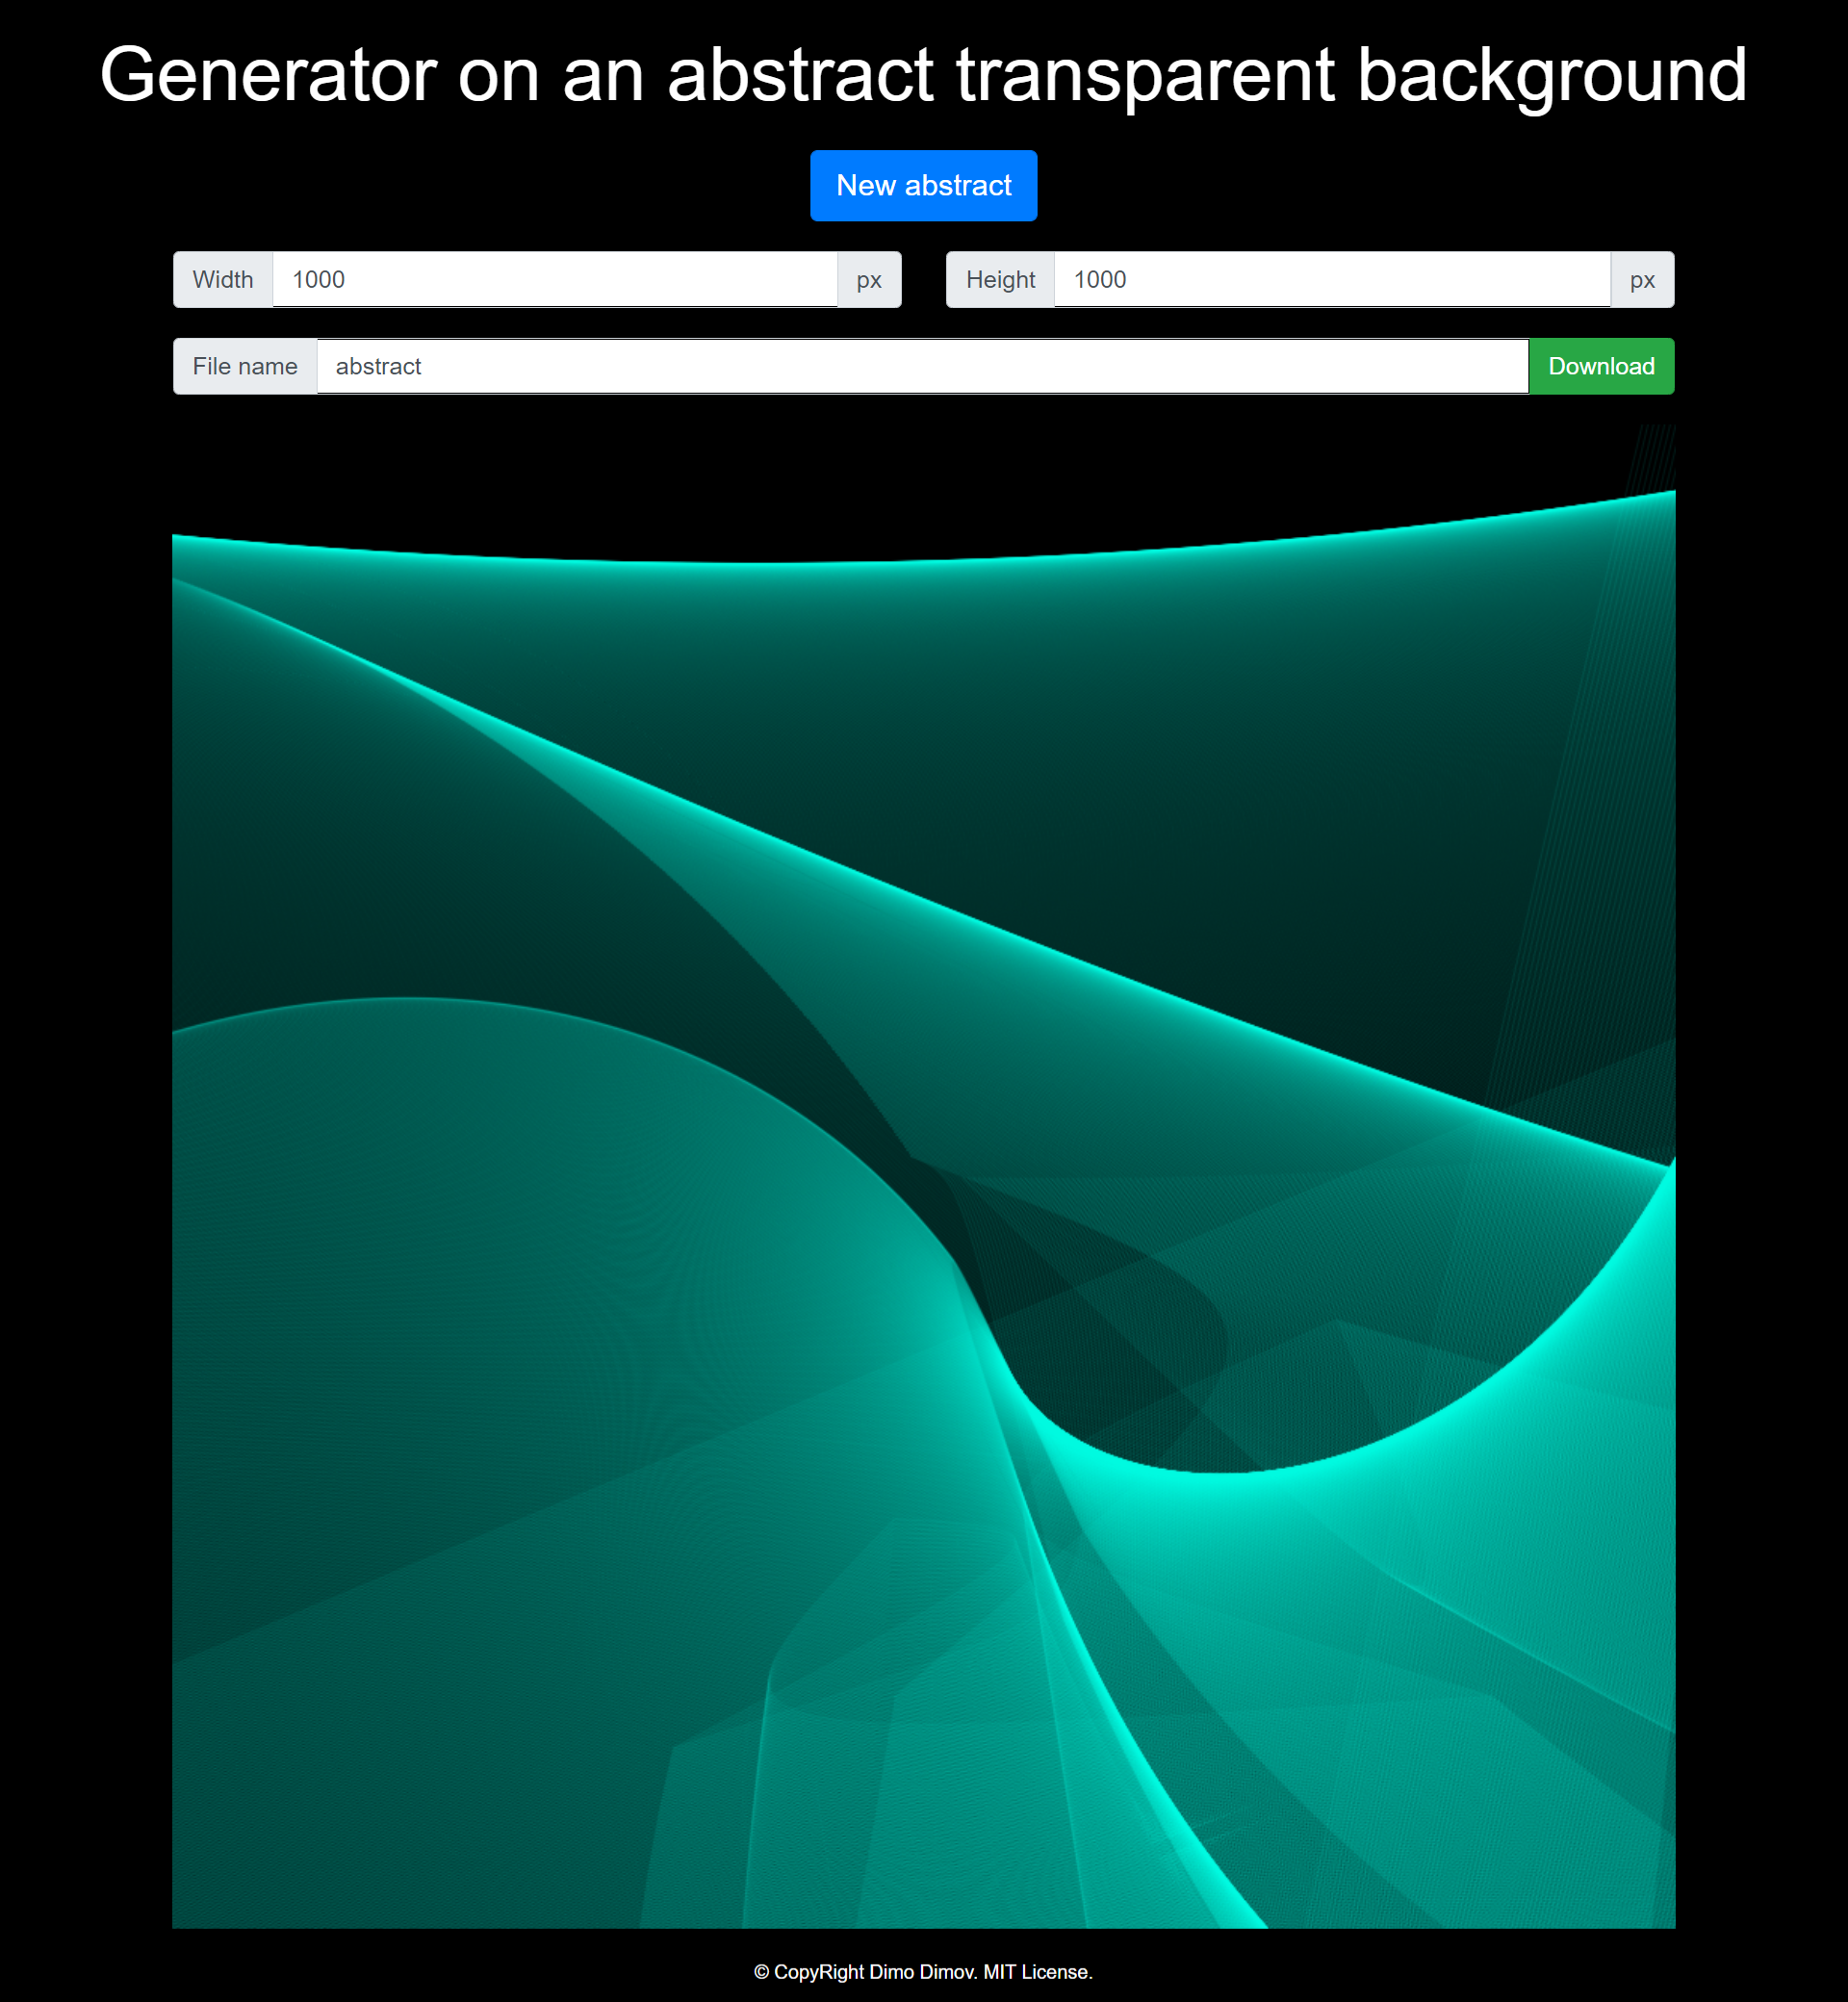 Generator on an abstract transparent background
New abstract
Width 1000 px Height 1000 px
File name abstract Download
© CopyRight Dimo Dimov. MIT License.